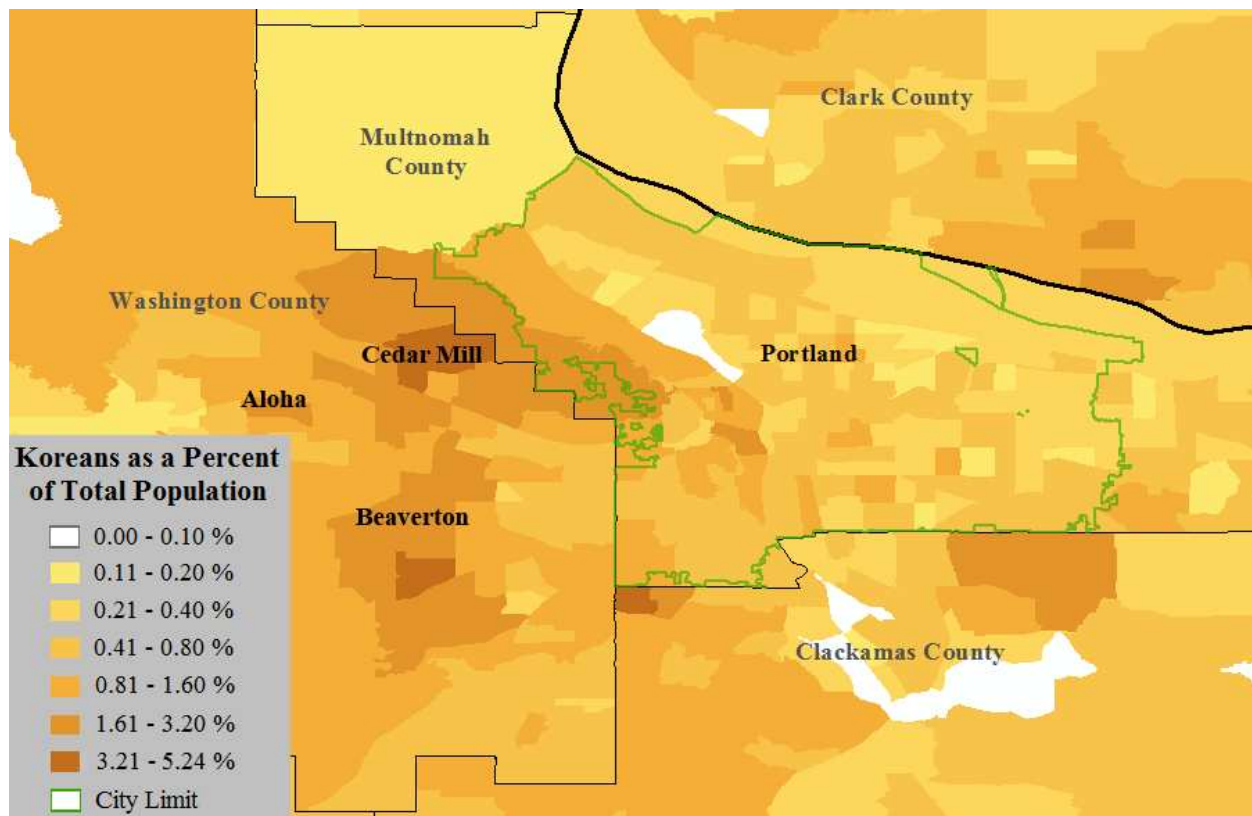 Clark County
Multnomah
County
Washington County
Cedar Mill
Portland
Aloha
Beaverton
Clackamas County
Koreans as a Percent
of Total Population
0.00 - 0.10 %
0.11 - 0.20 %
0.21 - 0.40 %
0.41 - 0.80 %
0.81 - 1.60 %
1.61 - 3.20 %
3.21 - 5.24 %
City Limit